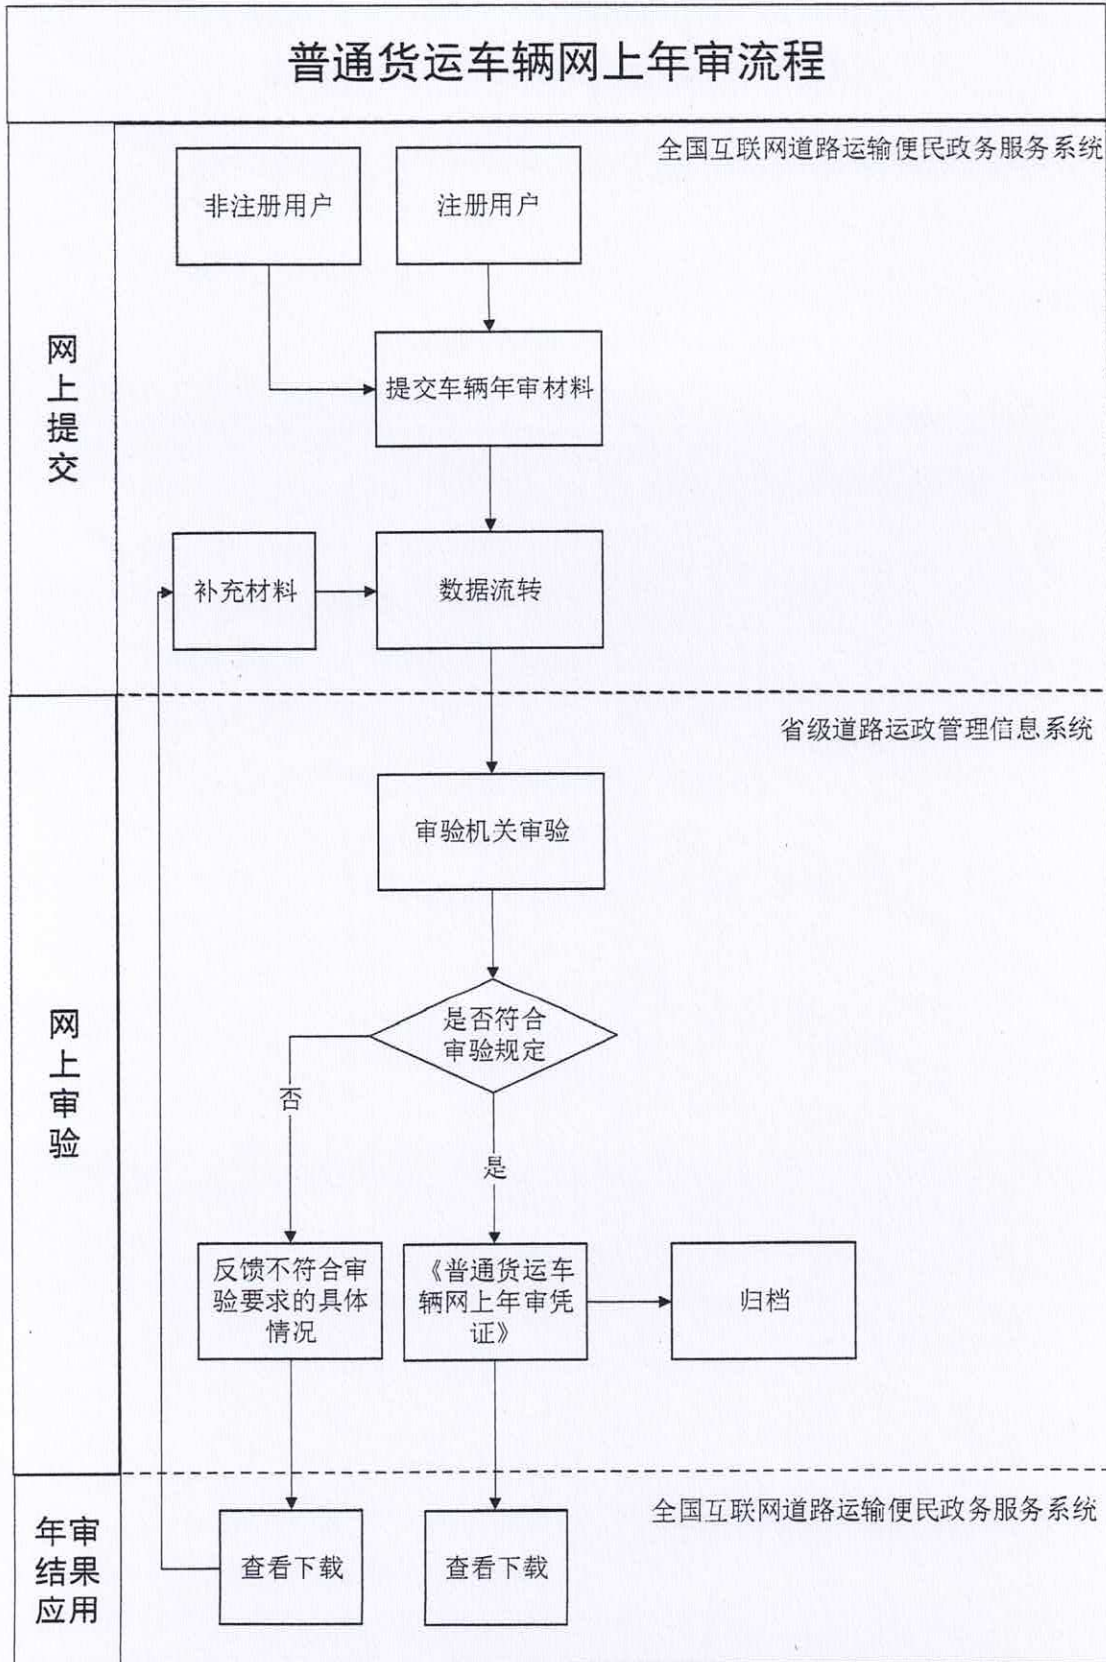 普通货运车辆网上年审流程
全国互联网道路运输便民政务服务系统
非注册用户
注册用户
网
上
提
交
提交车辆年审材料
补充材料
数据流转
省级道路运政管理信息系统
审验机关审验
网
上
审
验
是否符合
审验规定
否
是
反馈不符合审
验要求的具体
情况
《普通货运车
辆网上年审凭
证》
归档
全国互联网道路运输便民政务服务系统
年审
结果
应用
查看下载
查看下载